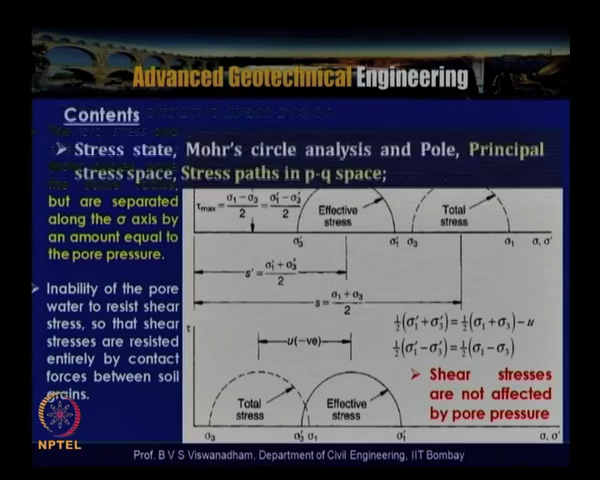 Advanced Geotechnical Engineering
Contents
➢ Stress state, Mohr's circle analysis and Pole, Principal
stress space, Stress paths in p-q space;
but are separated
along the σ axis by
an amount equal to
the pore pressure.
➢ Inability of the pore
water to resist shear
stress, so that shear
stresses are resisted
entirely by contact
forces between soil
grains.
τmax = (σ1 − σ3)/2 = (σ'1 − σ'3)/2
Effective
stress
Total
stress
σ'3 σ'1 σ3 σ1 σ, σ'
s' = (σ'1 + σ'3)/2
s = (σ1 + σ3)/2
½(σ'1 + σ'3) = ½(σ1 + σ3) − u
½(σ'1 − σ'3) = ½(σ1 − σ3)
τ
u(−ve)
➢ Shear stresses
are not affected
by pore pressure
Total
stress
Effective
stress
σ3 σ'3 σ1 σ'1 σ, σ'
NPTEL
Prof. B V S Viswanadham, Department of Civil Engineering, IIT Bombay